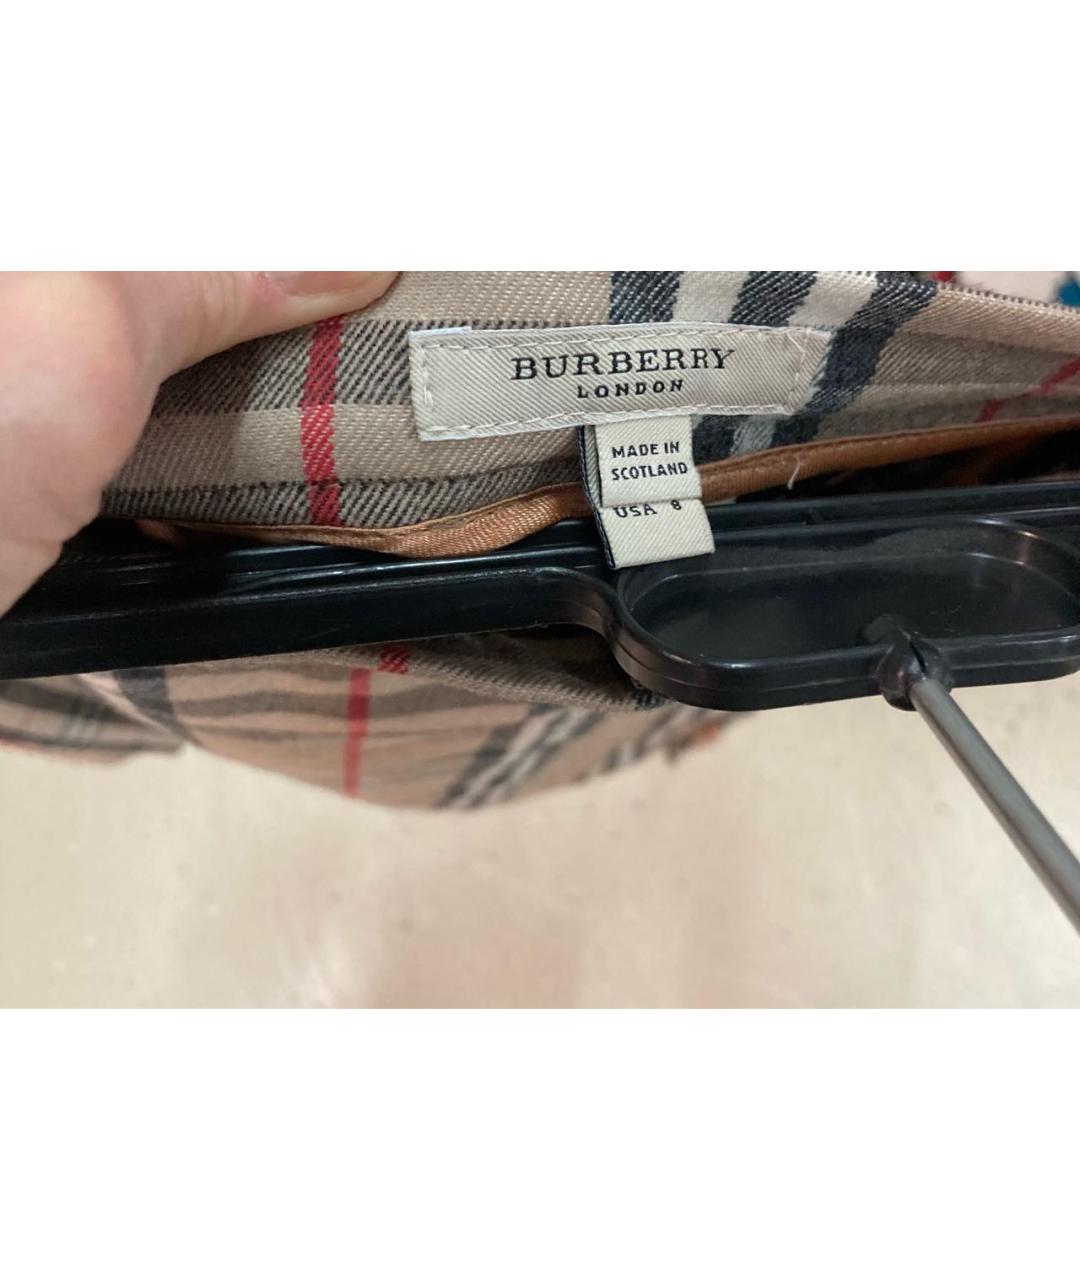 BURBERRY
LONDON
MADE IN
SCOTLAND
USA 8